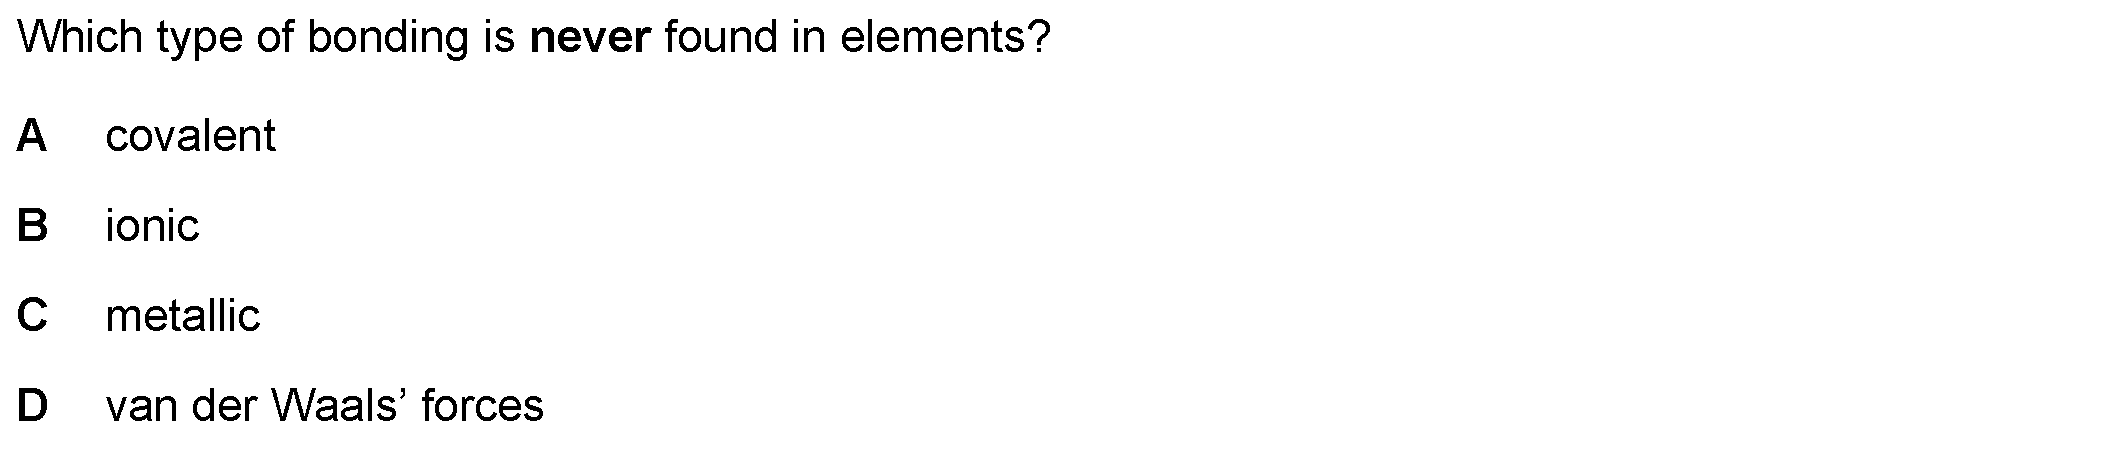 Which type of bonding is never found in elements?
A covalent
B ionic
C metallic
D van der Waals’ forces